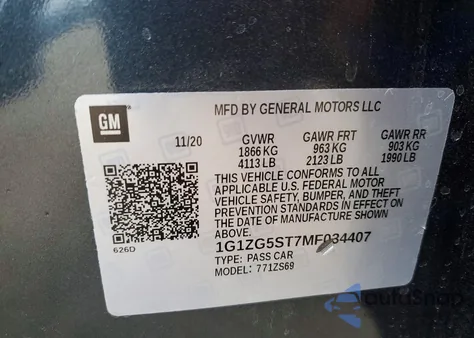 GM
MFD BY GENERAL MOTORS LLC
11/20 GVWR GAWR FRT GAWR RR
1866 KG 963 KG 903 KG
4113 LB 2123 LB 1990 LB
THIS VEHICLE CONFORMS TO ALL
APPLICABLE U.S. FEDERAL MOTOR
VEHICLE SAFETY, BUMPER, AND THEFT
PREVENTION STANDARDS IN EFFECT ON
THE DATE OF MANUFACTURE SHOWN
ABOVE.
626D
1G1ZG5ST7MF034407
TYPE: PASS CAR
MODEL: 771ZS69
AutoSnap